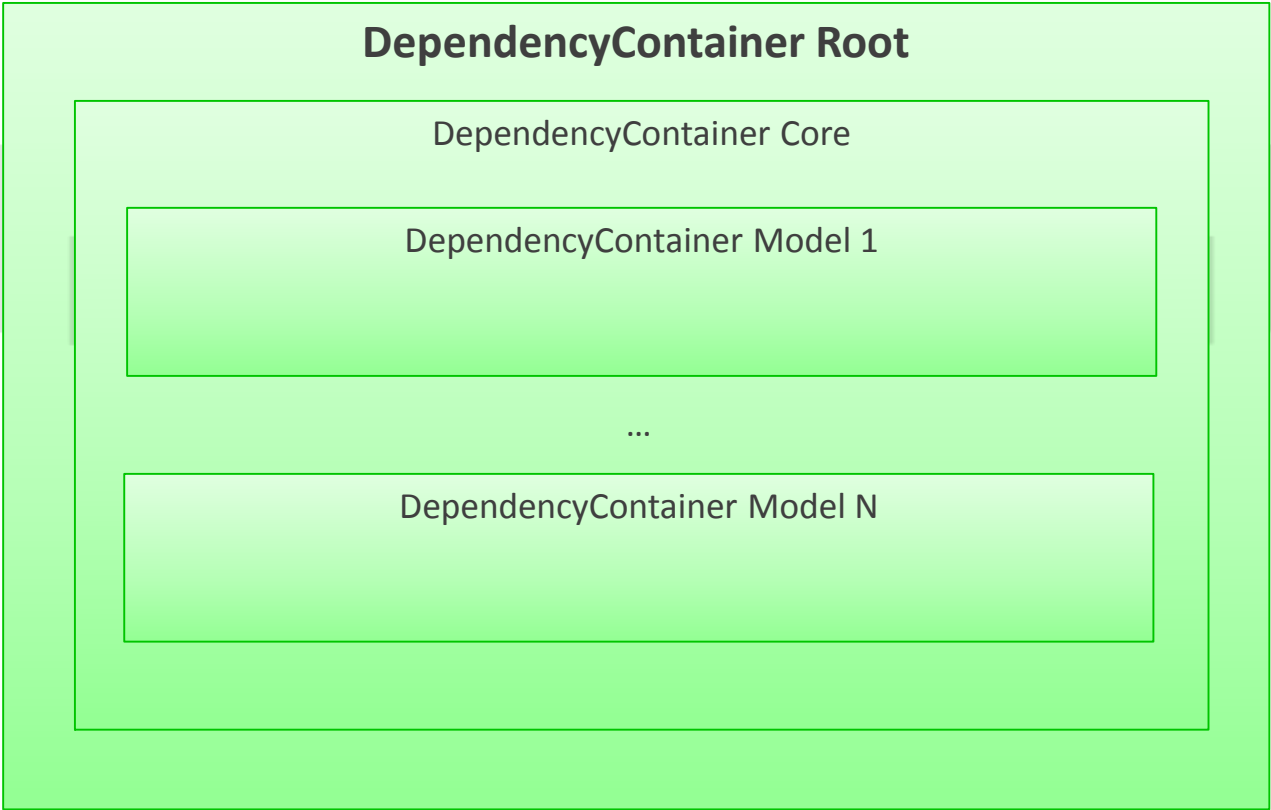 DependencyContainer Root
DependencyContainer Core
DependencyContainer Model 1
…
DependencyContainer Model N